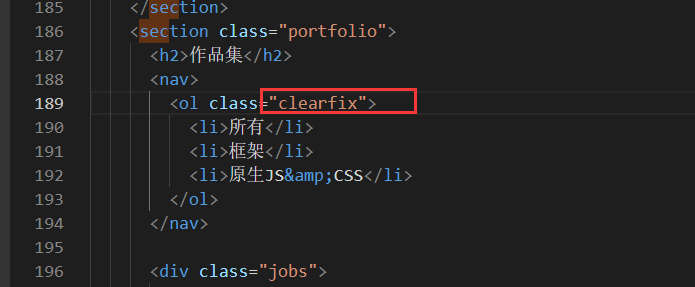 185 </section>
186 <section class="portfolio">
187 <h2>作品集</h2>
188 <nav>
189 <ol class="clearfix">
190 <li>所有</li>
191 <li>框架</li>
192 <li>原生JS&amp;CSS</li>
193 </ol>
194 </nav>
195
196 <div class="jobs">